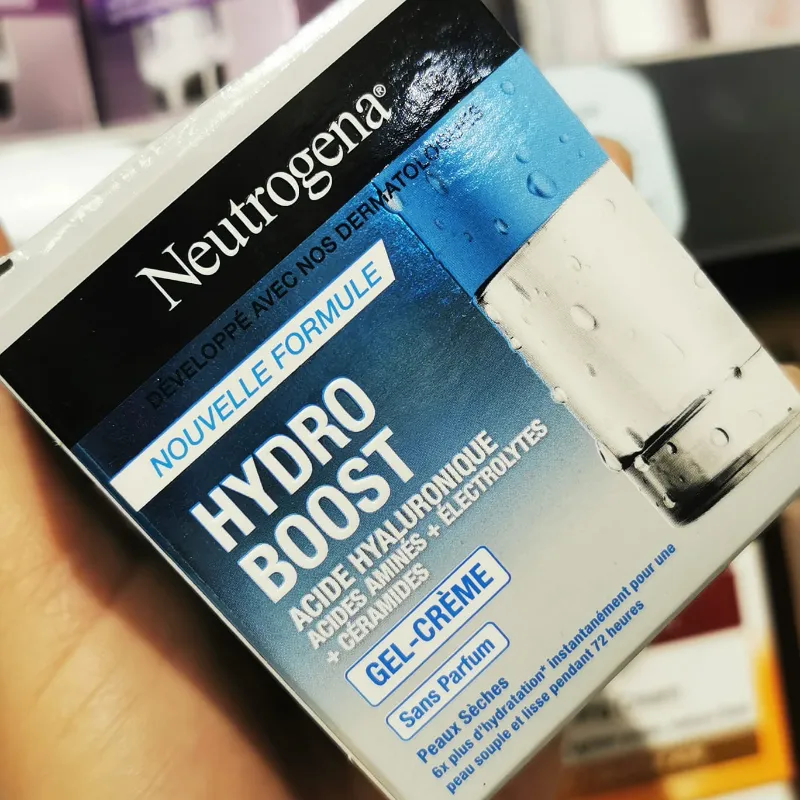 Neutrogena®
DÉVELOPPÉ AVEC NOS DERMATOLOGUES
NOUVELLE FORMULE
HYDRO
BOOST
ACIDE HYALURONIQUE
ACIDES AMINÉS + ÉLECTROLYTES
+ CÉRAMIDES
GEL-CRÈME
Sans Parfum
Peaux Sèches
6x plus d'hydratation* instantanément pour une
peau souple et lisse pendant 72 heures